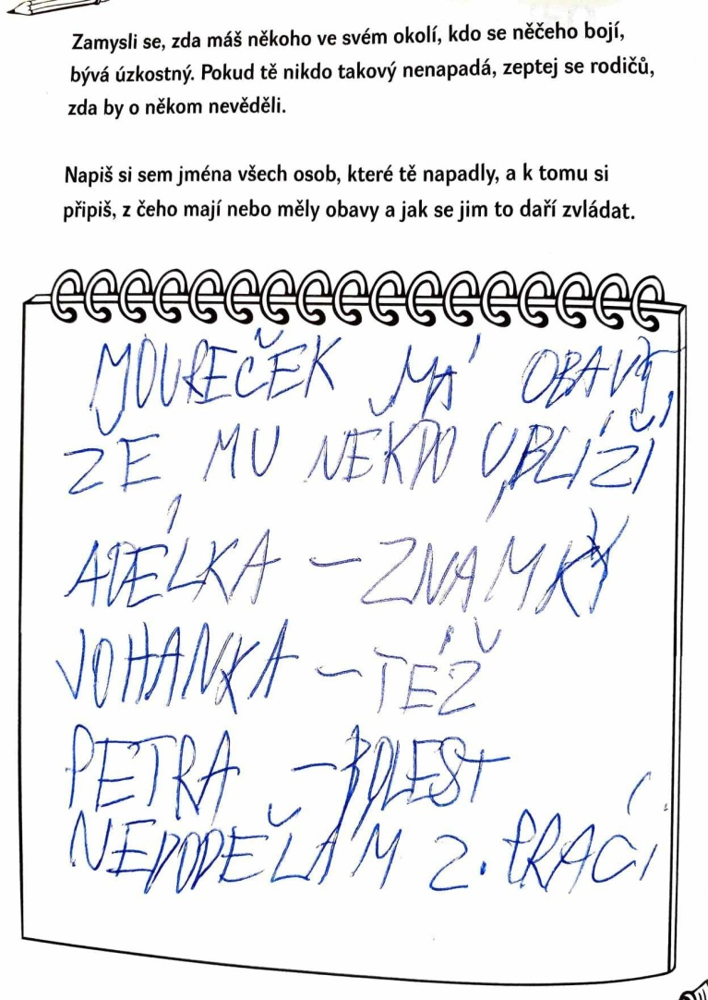 Zamysli se, zda máš někoho ve svém okolí, kdo se něčeho bojí,
bývá úzkostný. Pokud tě nikdo takový nenapadá, zeptej se rodičů,
zda by o někom nevěděli.
Napiš si sem jména všech osob, které tě napadly, a k tomu si
připiš, z čeho mají nebo měly obavy a jak se jim to daří zvládat.
MOUREČEK MÁ OBAVY,
ŽE MU NĚKDO UBLÍŽÍ
ADÉLKA – ZNÁMKY
JOHANKA – TÉŽ
PETRA – BOLEST
NEDODĚLÁM 2. PRÁCI